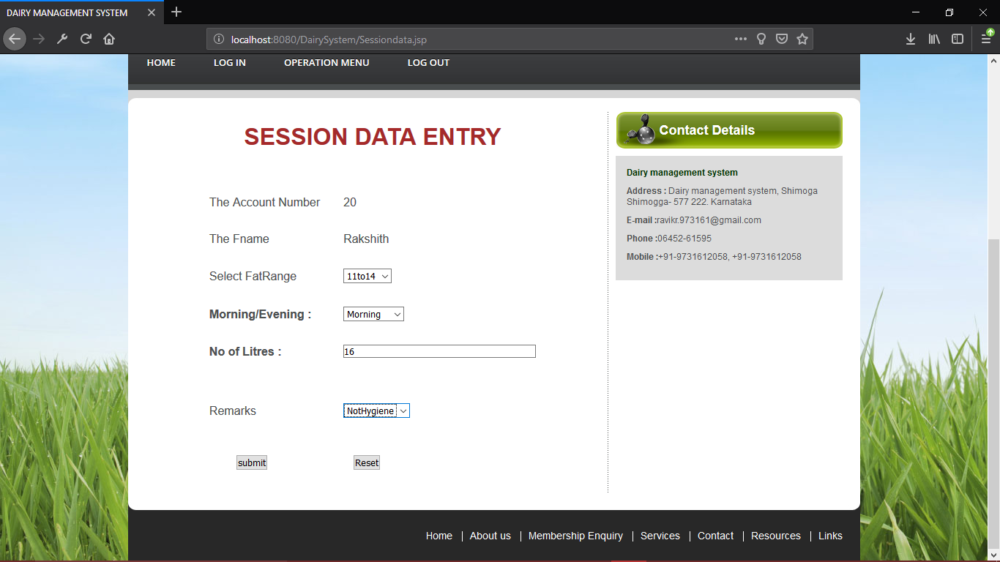 DAIRY MANAGEMENT SYSTEM
localhost:8080/DairySystem/Sessiondata.jsp
HOME LOG IN OPERATION MENU LOG OUT
SESSION DATA ENTRY
The Account Number 20
The Fname Rakshith
Select FatRange 11to14
Morning/Evening : Morning
No of Litres : 16
Remarks NotHygiene
submit Reset
Contact Details
Dairy management system
Address : Dairy management system, Shimoga
Shimogga- 577 222. Karnataka
E-mail :ravikr.973161@gmail.com
Phone :06452-61595
Mobile :+91-9731612058, +91-9731612058
Home About us Membership Enquiry Services Contact Resources Links